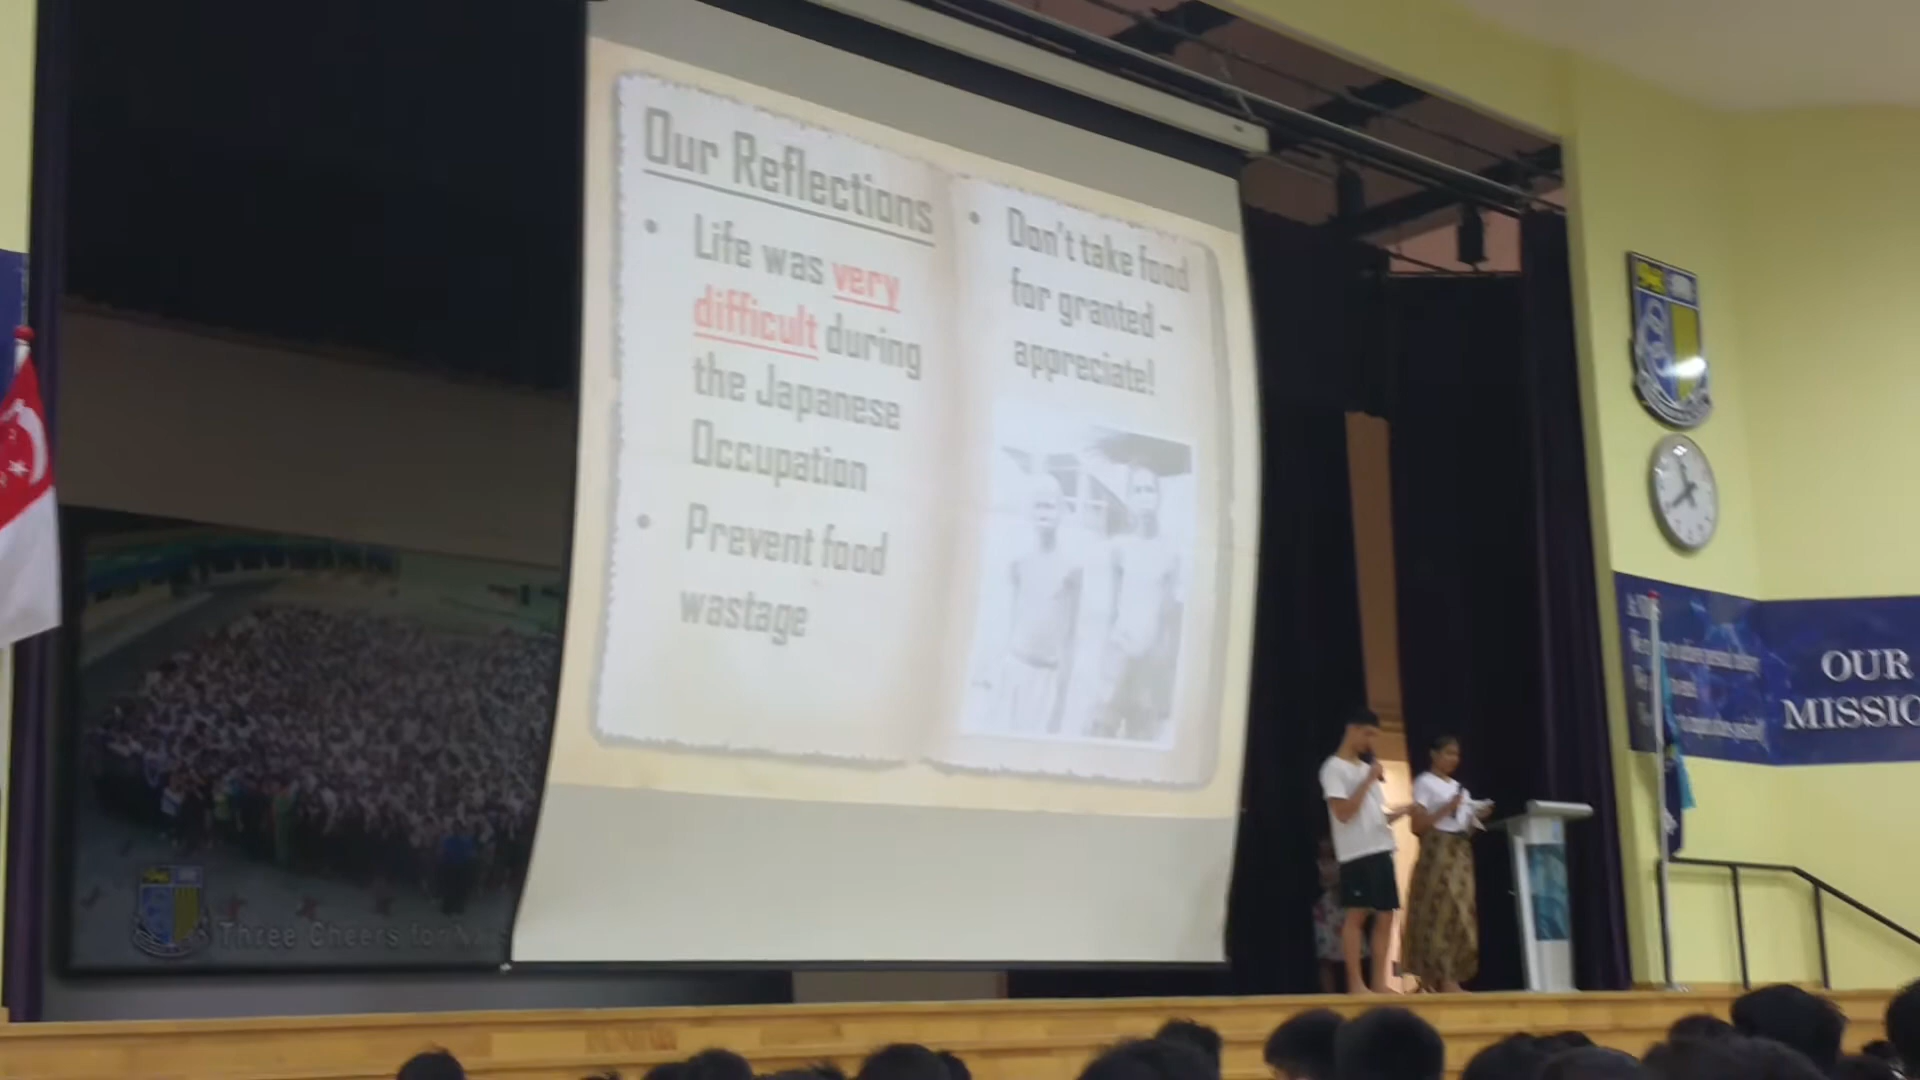 Our Reflections
• Life was very
difficult during
the Japanese
Occupation
• Prevent food
wastage
• Don't take food
for granted –
appreciate!
Three Cheers for
OUR
MISSIO